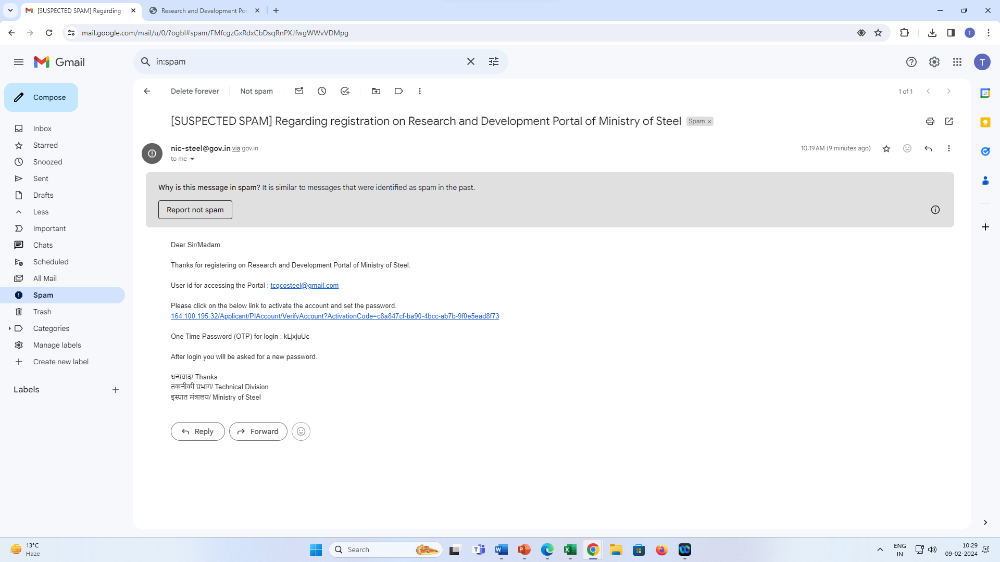 [SUSPECTED SPAM] Regarding
Research and Development Por
mail.google.com/mail/u/0/?ogbl#spam/FMfcgzGxRdxCbDsqRnPXJfwgWWvVDMpg
T
Gmail
in:spam
T
Compose
Delete forever
Not spam
1 of 1
31
Inbox
Starred
Snoozed
Sent
Drafts
Less
Important
Chats
Scheduled
All Mail
Spam
Trash
Categories
Manage labels
Create new label
Labels
[SUSPECTED SPAM] Regarding registration on Research and Development Portal of Ministry of Steel Spam x
nic-steel@gov.in via gov.in
10:19 AM (9 minutes ago)
to me
Why is this message in spam? It is similar to messages that were identified as spam in the past.
Report not spam
Dear Sir/Madam
Thanks for registering on Research and Development Portal of Ministry of Steel.
User id for accessing the Portal : tcqcosteel@gmail.com
Please click on the below link to activate the account and set the password.
164.100.195.32/Applicant/PIAccount/VerifyAccount?ActivationCode=c8a847cf-ba90-4bcc-ab7b-9f0e5ead8f73
One Time Password (OTP) for login : kLjxjuUc
After login you will be asked for a new password.
धन्यवाद/ Thanks
तकनीकी प्रभाग/ Technical Division
इस्पात मंत्रालय/ Ministry of Steel
Reply
Forward
13°C
Haze
Search
ENG
IN
10:29
09-02-2024